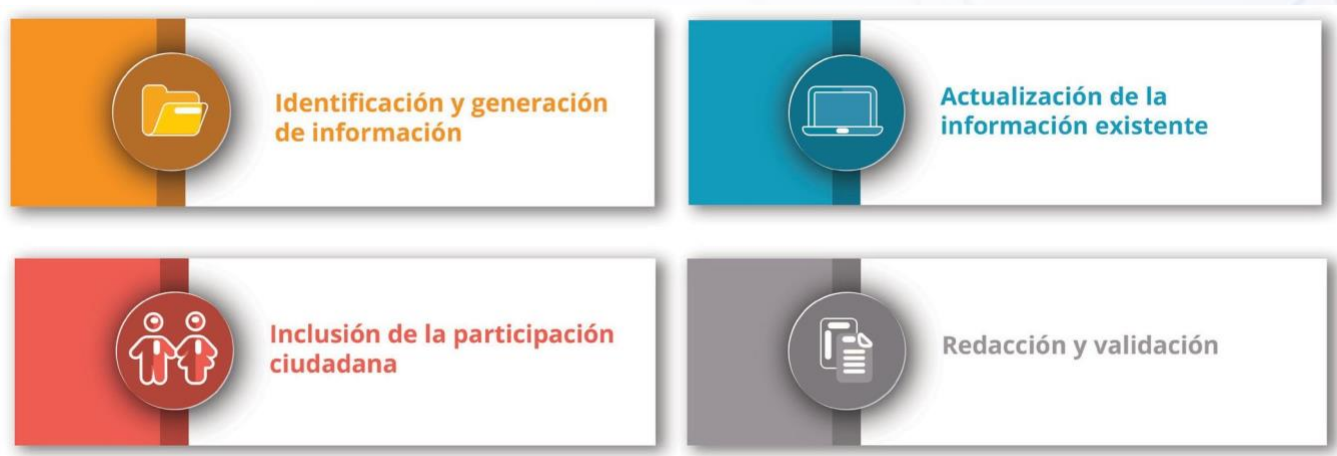 Identificación y generación
de información
Actualización de la
información existente
Inclusión de la participación
ciudadana
Redacción y validación